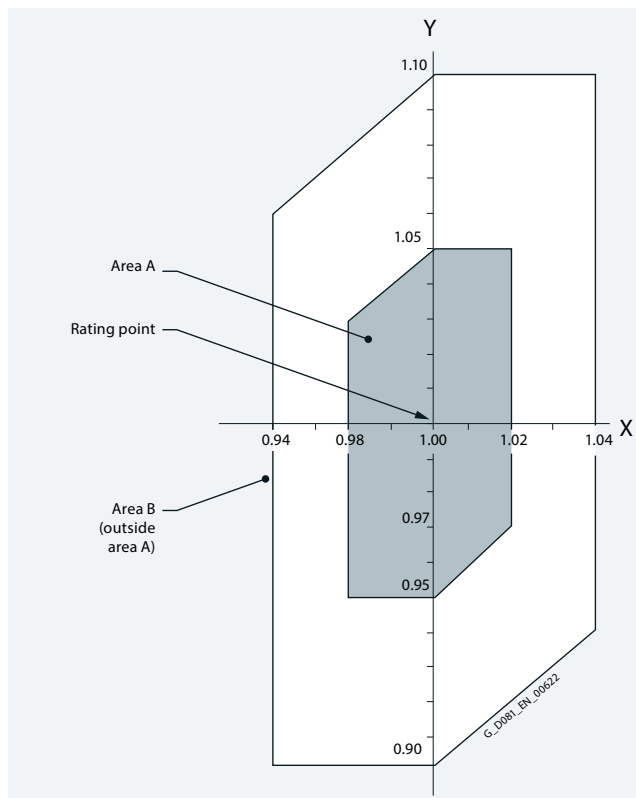 Y
1.10
1.05
Area A
Rating point
X
0.94
0.98
1.00
1.02
1.04
Area B
(outside
area A)
0.97
0.95
G_D081_EN_00622
0.90